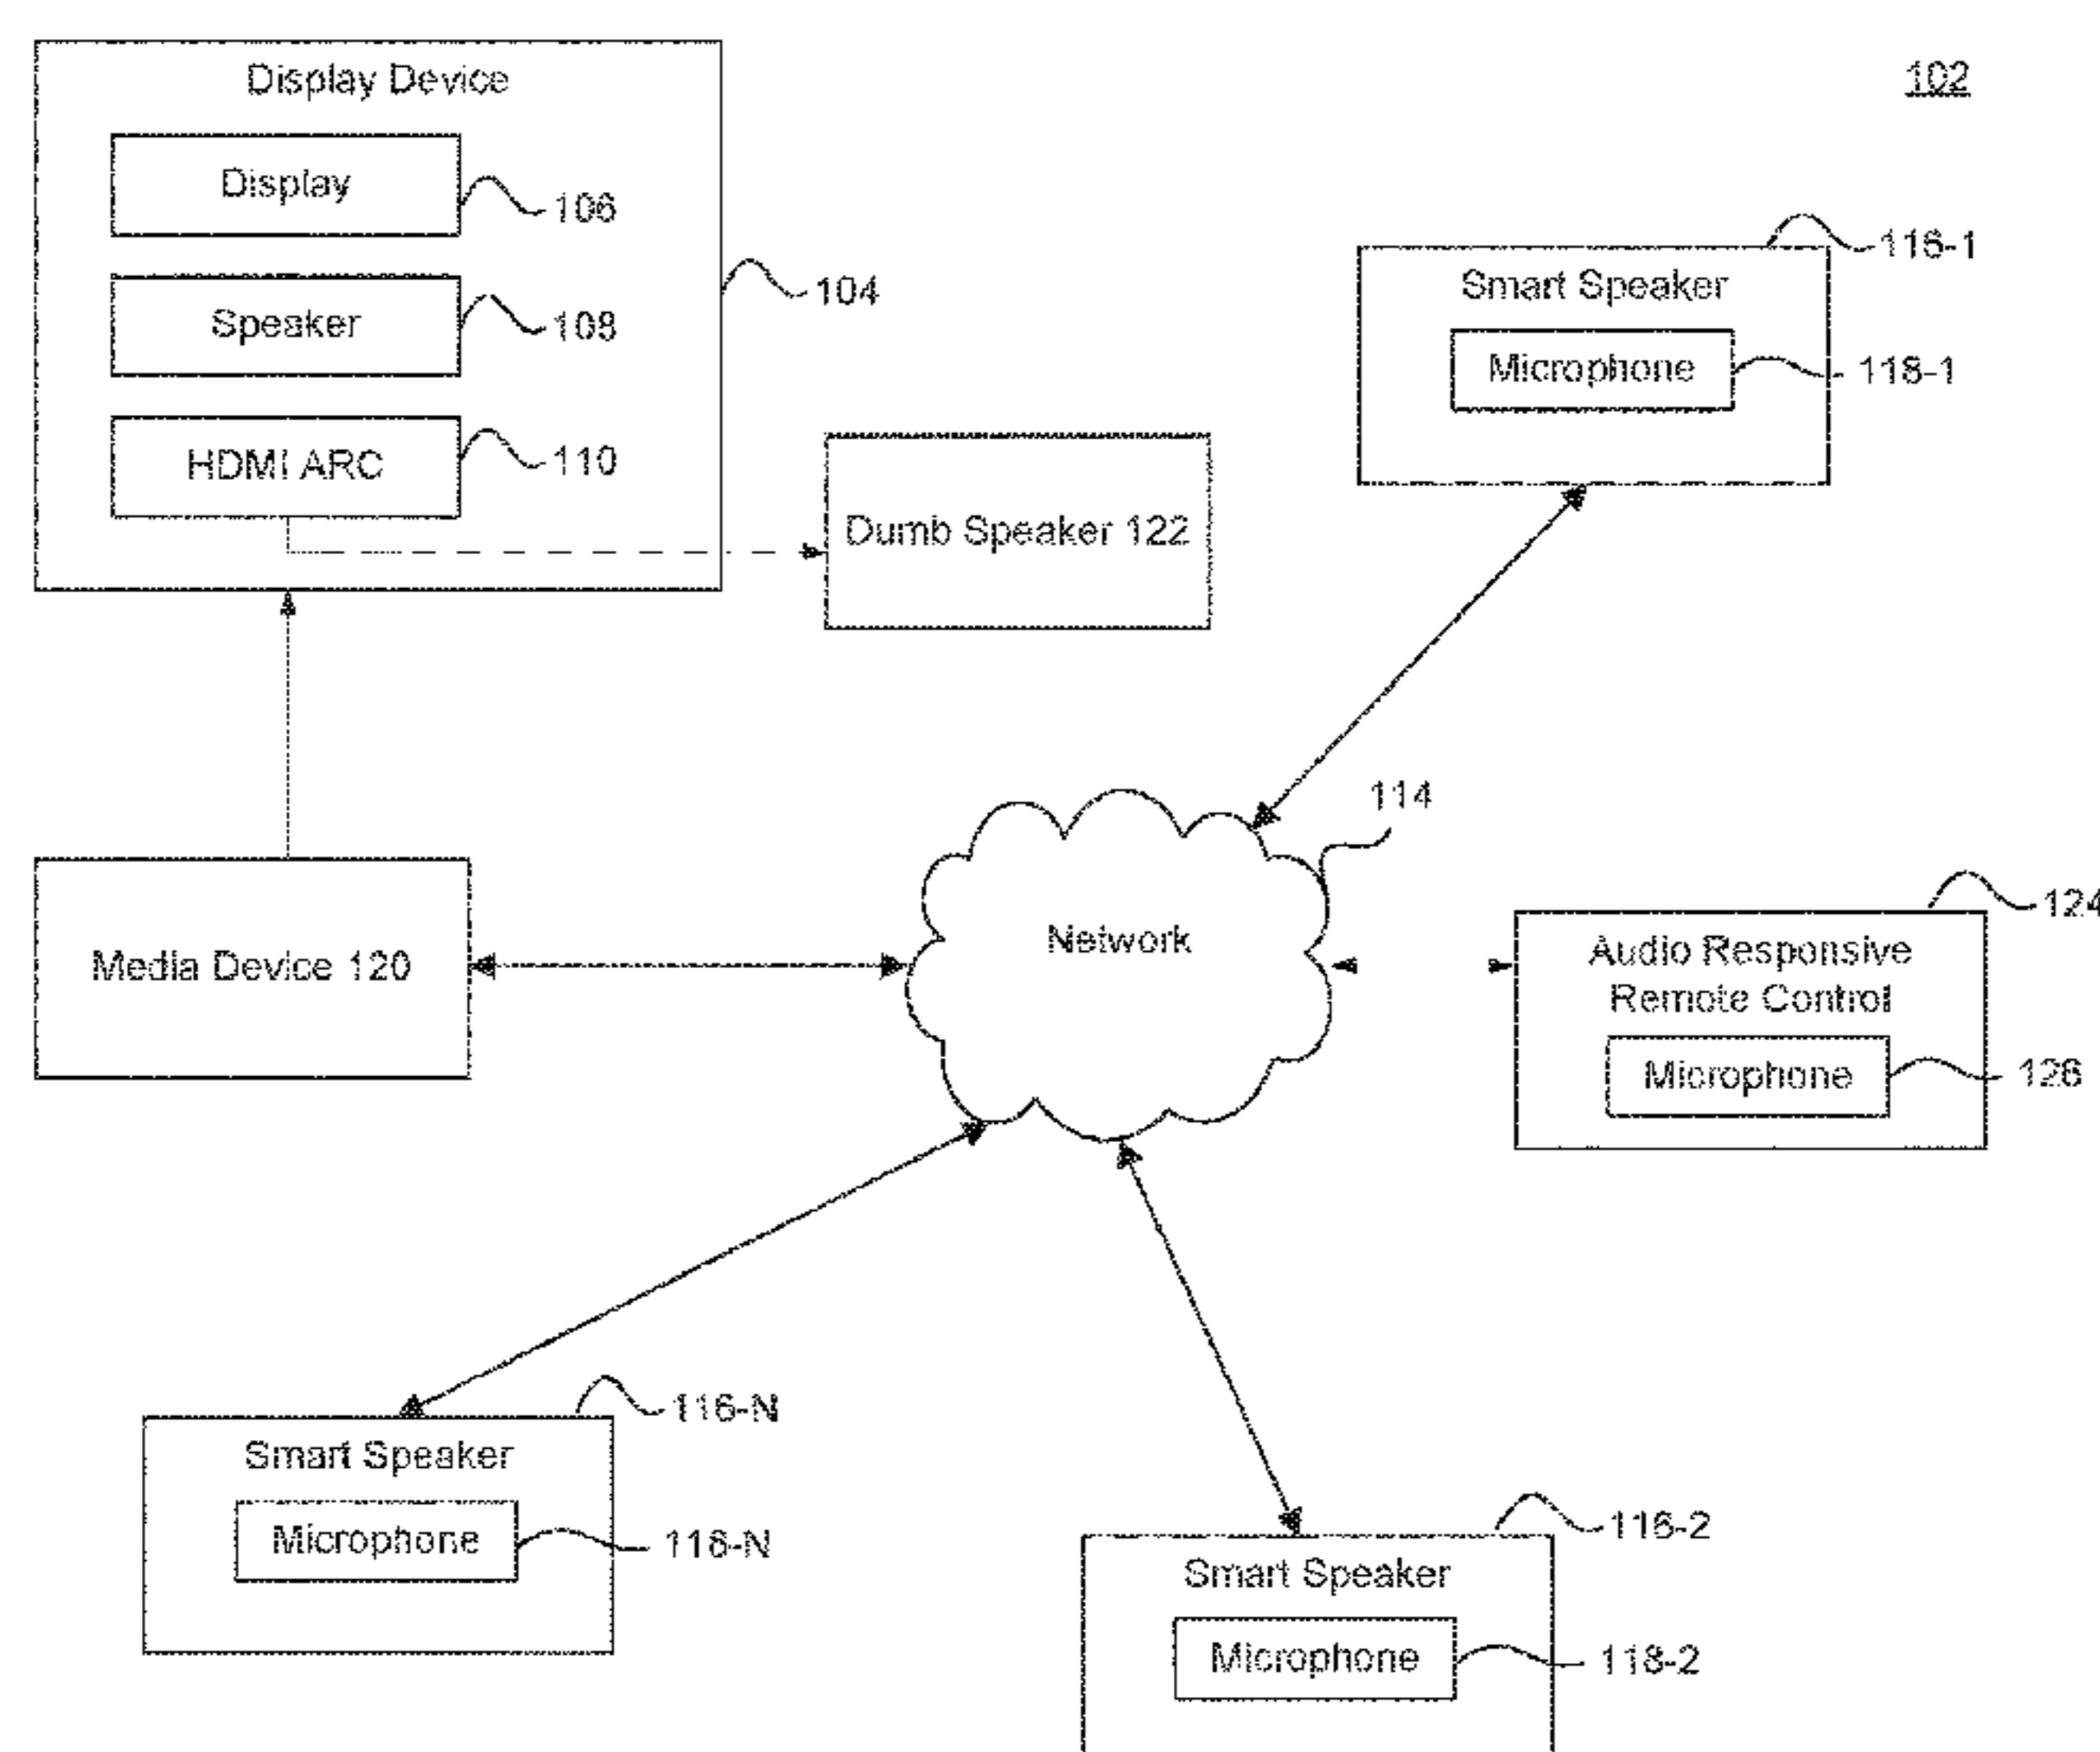 102
Display Device
Display
106
Speaker
108
104
HDMI ARC
110
Dumb Speaker 122
116-1
Smart Speaker
Microphone
118-1
114
Network
Media Device 120
124
Audio Responsive
Remote Control
Microphone
126
116-N
Smart Speaker
Microphone
118-N
116-2
Smart Speaker
Microphone
118-2